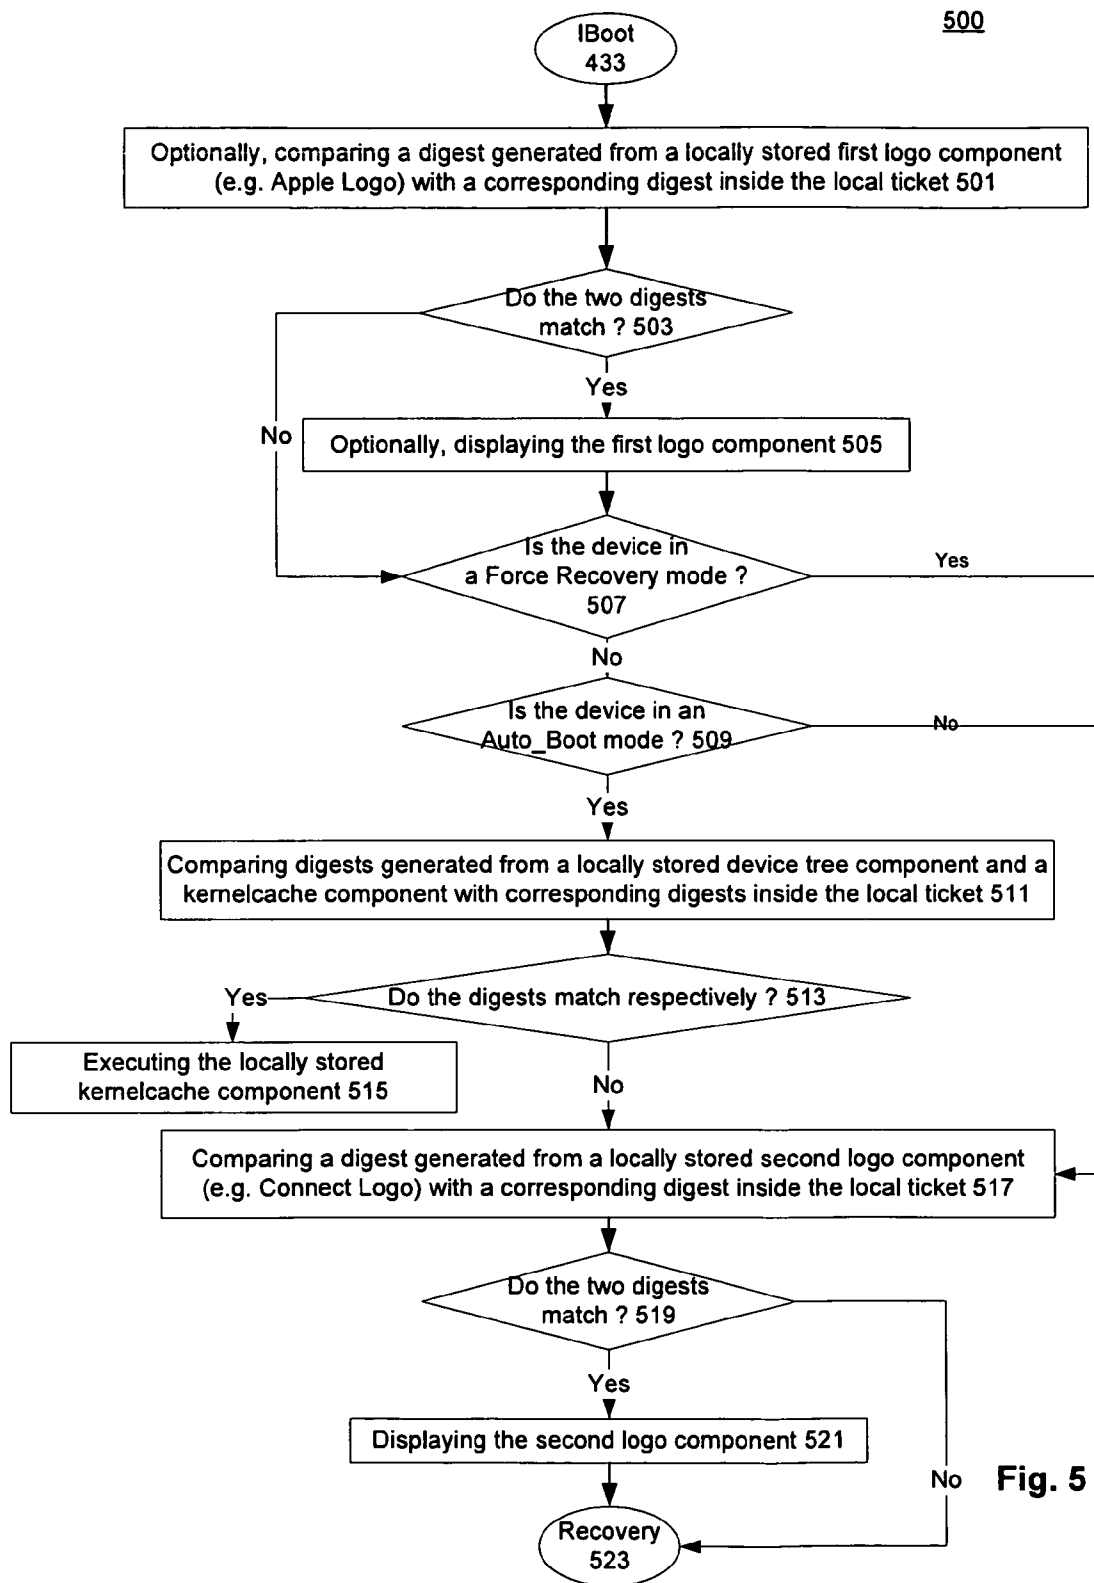 500
IBoot
433
Optionally, comparing a digest generated from a locally stored first logo component
(e.g. Apple Logo) with a corresponding digest inside the local ticket 501
Do the two digests
match ? 503
Yes
No
Optionally, displaying the first logo component 505
Is the device in
a Force Recovery mode ?
507
Yes
No
Is the device in an
Auto_Boot mode ? 509
No
Yes
Comparing digests generated from a locally stored device tree component and a
kernelcache component with corresponding digests inside the local ticket 511
Do the digests match respectively ? 513
Yes
Executing the locally stored
kernelcache component 515
No
Comparing a digest generated from a locally stored second logo component
(e.g. Connect Logo) with a corresponding digest inside the local ticket 517
Do the two digests
match ? 519
Yes
Displaying the second logo component 521
No
Fig. 5
Recovery
523